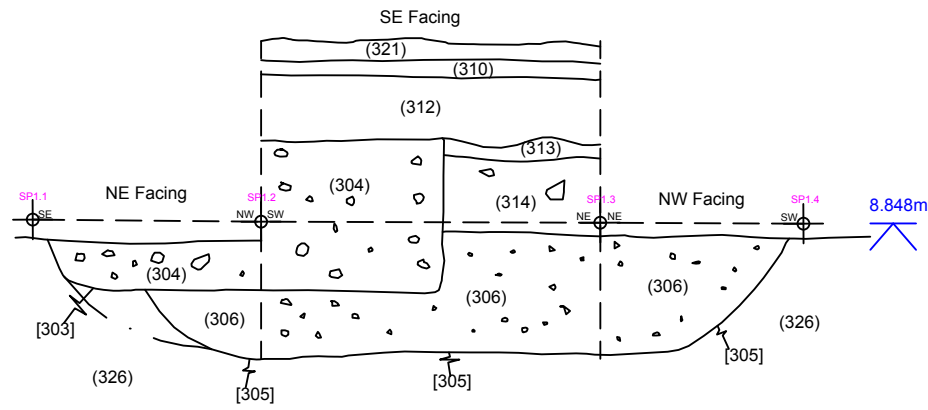 SE Facing
(321)
(310)
(312)
(313)
(304)
(314)
NE Facing
NW Facing
SP1.1
SP1.2
SP1.3
SP1.4
SE
NW SW
NE NE
SW
8.848m
(304)
(306)
(306)
(306)
[303]
(326)
(326)
[305]
[305]
[305]